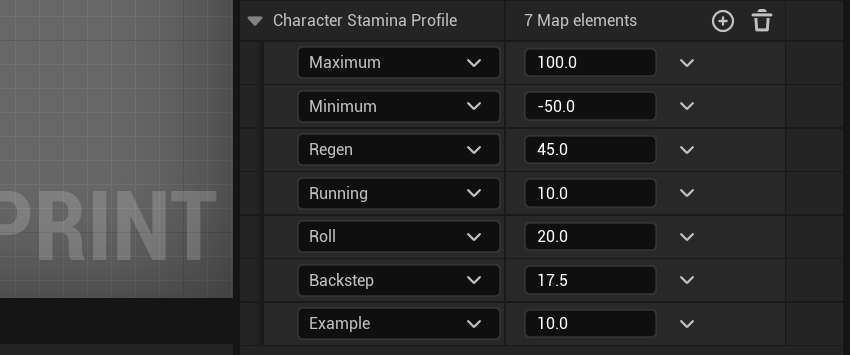 Character Stamina Profile 7 Map elements
Maximum 100.0
Minimum -50.0
Regen 45.0
Running 10.0
PRINT
Roll 20.0
Backstep 17.5
Example 10.0